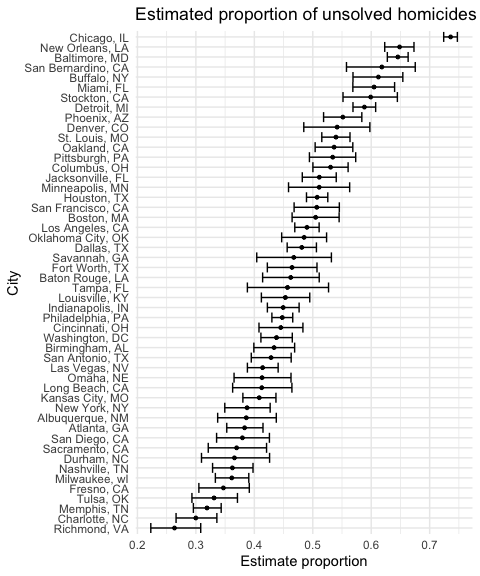 Estimated proportion of unsolved homicides
City
Chicago, IL
New Orleans, LA
Baltimore, MD
San Bernardino, CA
Buffalo, NY
Miami, FL
Stockton, CA
Detroit, MI
Phoenix, AZ
Denver, CO
St. Louis, MO
Oakland, CA
Pittsburgh, PA
Columbus, OH
Jacksonville, FL
Minneapolis, MN
Houston, TX
San Francisco, CA
Boston, MA
Los Angeles, CA
Oklahoma City, OK
Dallas, TX
Savannah, GA
Fort Worth, TX
Baton Rouge, LA
Tampa, FL
Louisville, KY
Indianapolis, IN
Philadelphia, PA
Cincinnati, OH
Washington, DC
Birmingham, AL
San Antonio, TX
Las Vegas, NV
Omaha, NE
Long Beach, CA
Kansas City, MO
New York, NY
Albuquerque, NM
Atlanta, GA
San Diego, CA
Sacramento, CA
Durham, NC
Nashville, TN
Milwaukee, wI
Fresno, CA
Tulsa, OK
Memphis, TN
Charlotte, NC
Richmond, VA
0.2 0.3 0.4 0.5 0.6 0.7
Estimate proportion